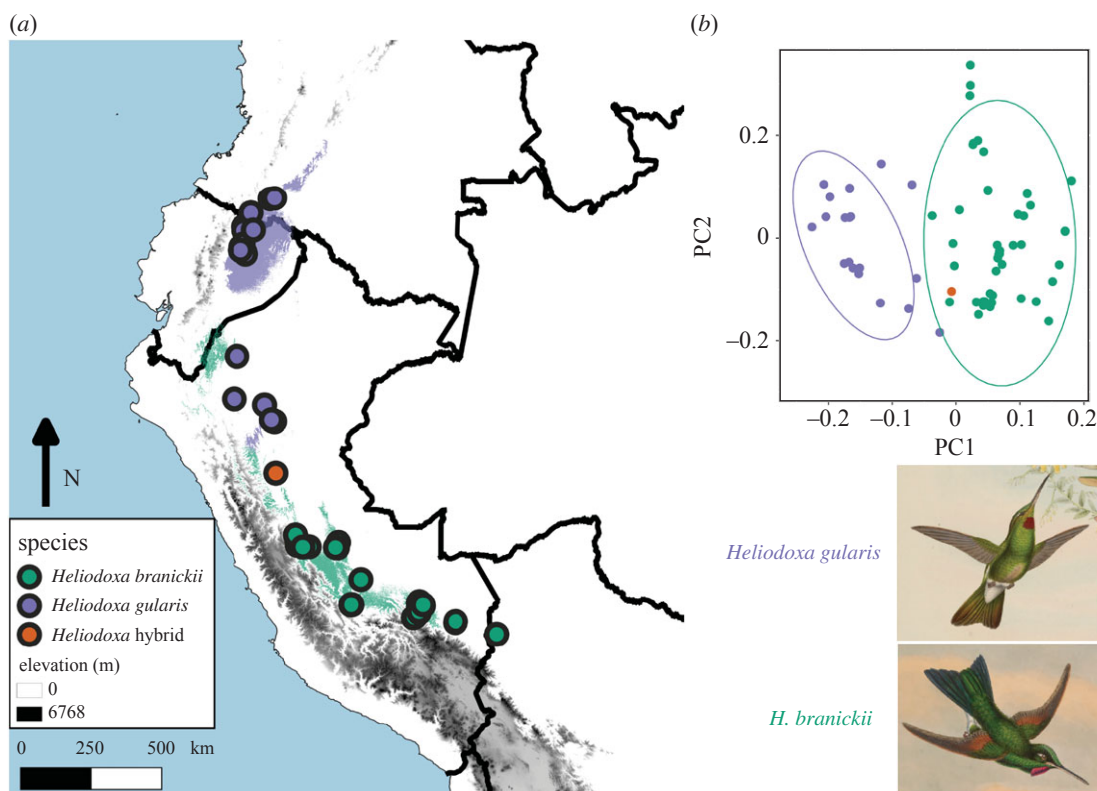 (a)
N
species
Heliodoxa branickii
Heliodoxa gularis
Heliodoxa hybrid
elevation (m)
0
6768
0 250 500 km
(b)
PC2
0.2
0
−0.2
−0.2 −0.1 0 0.1 0.2
PC1
Heliodoxa gularis
H. branickii